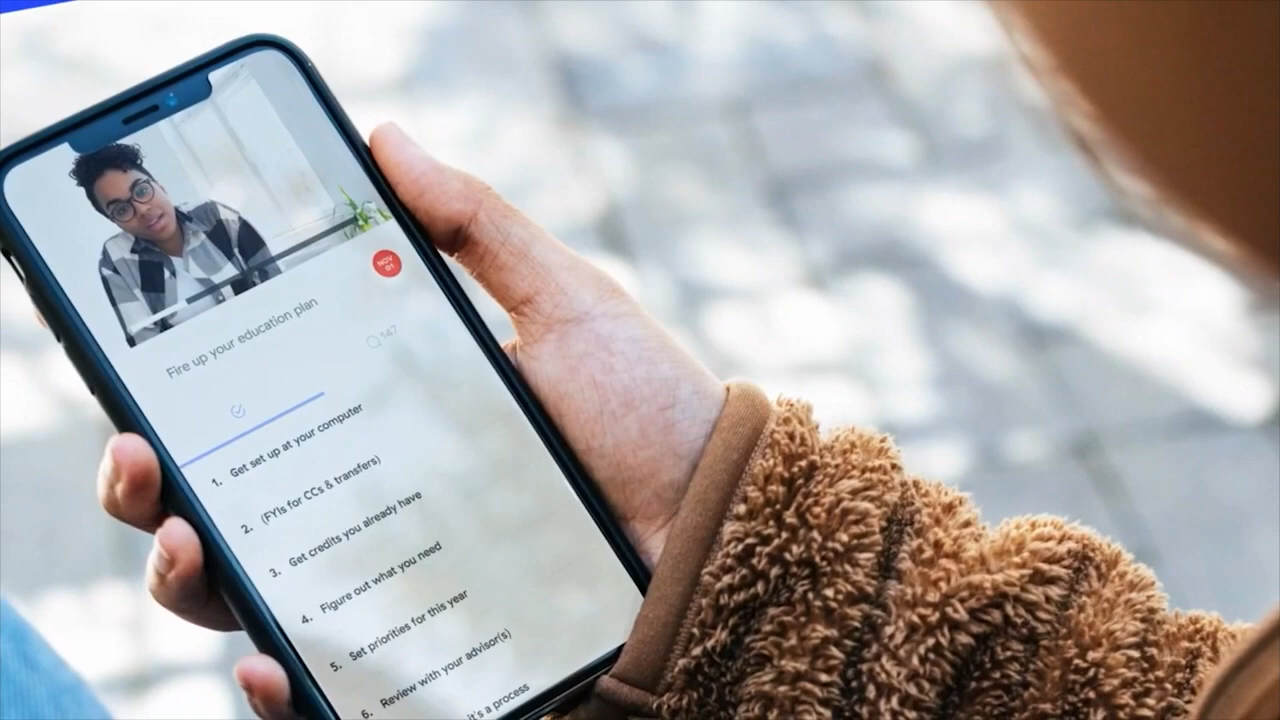 NOV
01
Fire up your education plan
147
1. Get set up at your computer
2. (FYIs for CCs & transfers)
3. Get credits you already have
4. Figure out what you need
5. Set priorities for this year
6. Review with your advisor(s)
it's a process